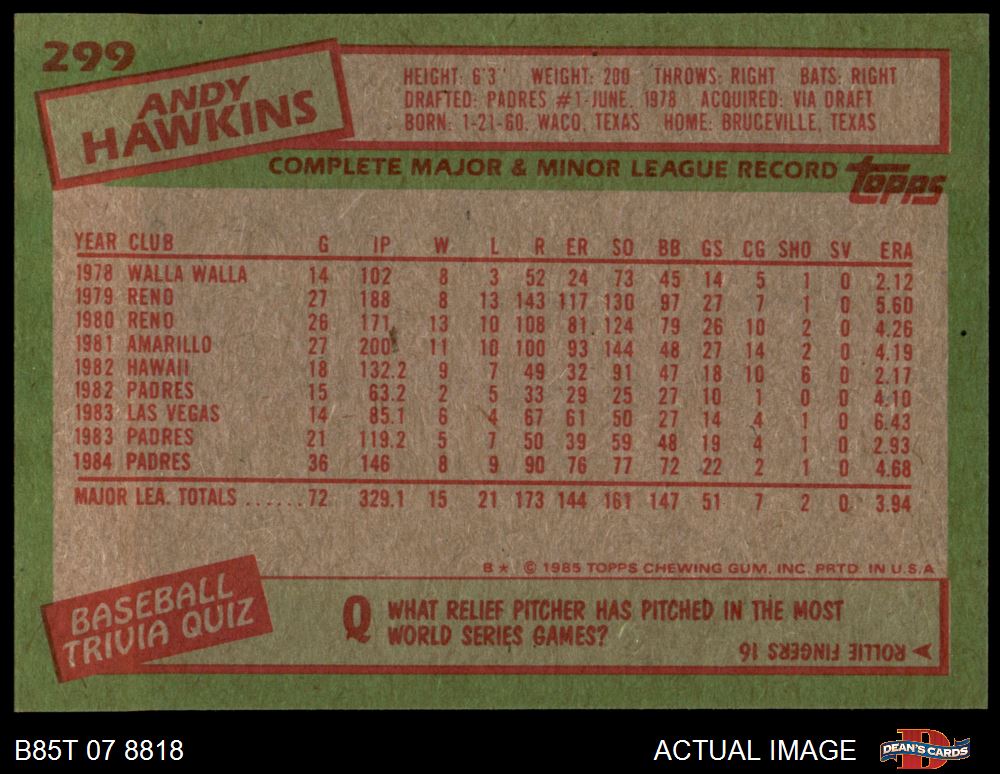 299
ANDY
HAWKINS
HEIGHT: 6'3" WEIGHT: 200 THROWS: RIGHT BATS: RIGHT
DRAFTED: PADRES #1-JUNE, 1978 ACQUIRED: VIA DRAFT
BORN: 1-21-60, WACO, TEXAS HOME: BRUCEVILLE, TEXAS
COMPLETE MAJOR & MINOR LEAGUE RECORD topps
YEAR CLUB G IP W L R ER SO BB GS CG SHO SV ERA
1978 WALLA WALLA 14 102 8 3 52 24 73 45 14 5 1 0 2.12
1979 RENO 27 188 8 13 143 117 130 97 27 7 1 0 5.60
1980 RENO 26 171 13 10 108 81 124 79 26 10 2 0 4.26
1981 AMARILLO 27 200 11 10 100 93 144 48 27 14 2 0 4.19
1982 HAWAII 18 132.2 9 7 49 32 91 47 18 10 6 0 2.17
1982 PADRES 15 63.2 2 5 33 29 25 27 10 1 0 0 4.10
1983 LAS VEGAS 14 85.1 6 4 67 61 50 27 14 4 1 0 6.43
1983 PADRES 21 119.2 5 7 50 39 59 48 19 4 1 0 2.93
1984 PADRES 36 146 8 9 90 76 77 72 22 2 1 0 4.68
MAJOR LEA. TOTALS ...... 72 329.1 15 21 173 144 161 147 51 7 2 0 3.94
B* © 1985 TOPPS CHEWING GUM, INC. PRTD. IN U.S.A
BASEBALL
TRIVIA QUIZ
Q WHAT RELIEF PITCHER HAS PITCHED IN THE MOST
WORLD SERIES GAMES?
ROLLIE FINGERS 16
B85T 07 8818 ACTUAL IMAGE DEAN'S CARDS